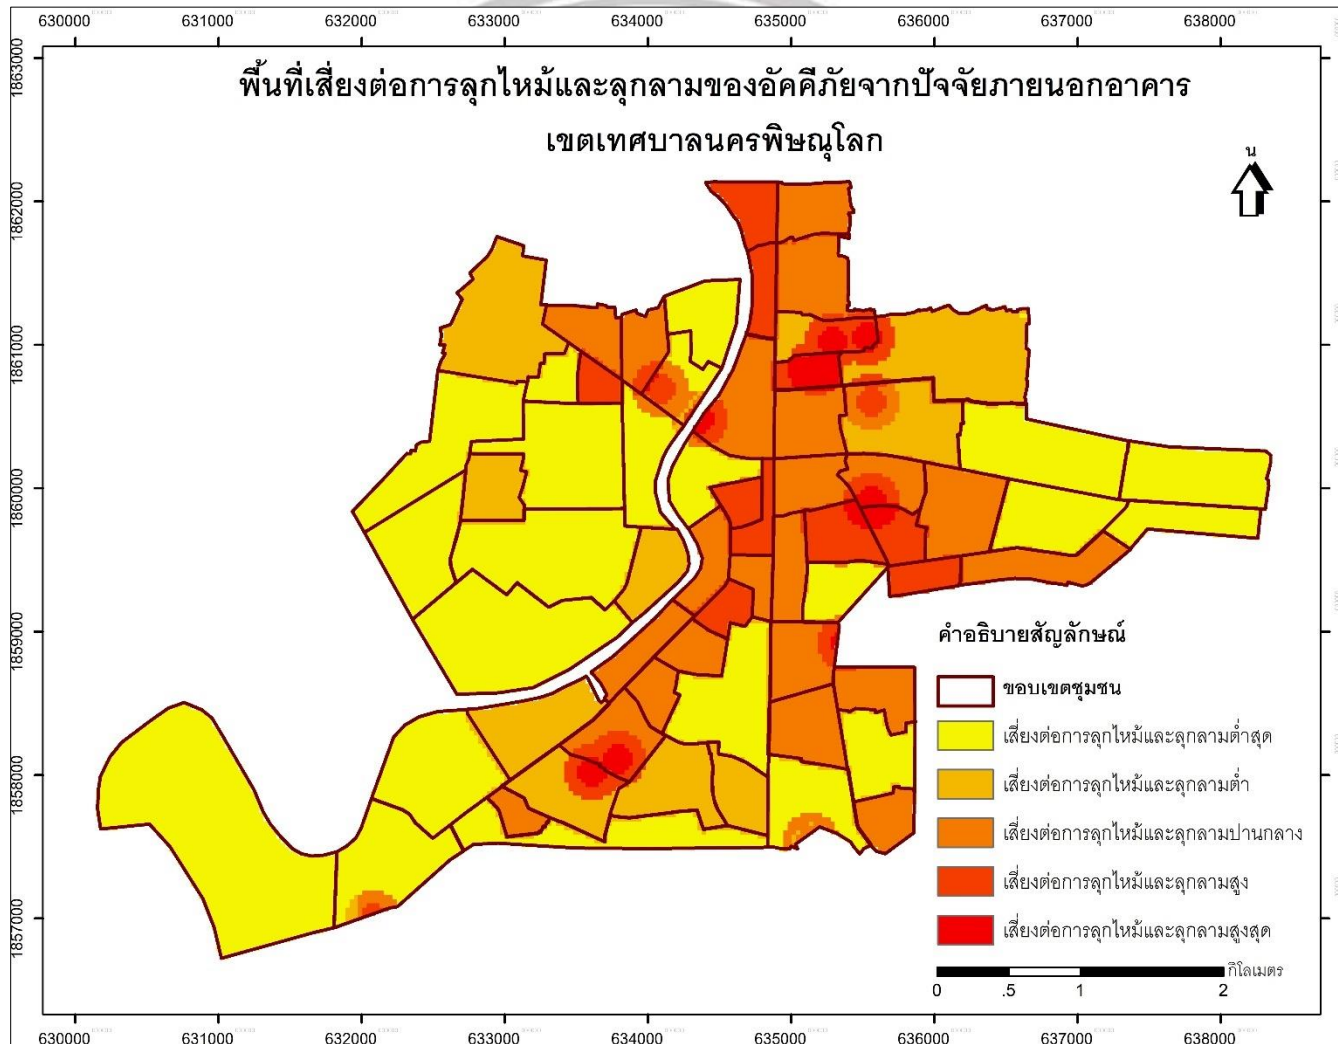 630000 631000 632000 633000 634000 635000 636000 637000 638000
พื้นที่เสี่ยงต่อการลุกไหม้และลุกลามของอัคคีภัยจากปัจจัยภายนอกอาคาร
เขตเทศบาลนครพิษณุโลก
น
1863000
1862000
1861000
1860000
1859000
1858000
1857000
คำอธิบายสัญลักษณ์
ขอบเขตชุมชน
เสี่ยงต่อการลุกไหม้และลุกลามต่ำสุด
เสี่ยงต่อการลุกไหม้และลุกลามต่ำ
เสี่ยงต่อการลุกไหม้และลุกลามปานกลาง
เสี่ยงต่อการลุกไหม้และลุกลามสูง
เสี่ยงต่อการลุกไหม้และลุกลามสูงสุด
กิโลเมตร
0 .5 1 2
630000 631000 632000 633000 634000 635000 636000 637000 638000